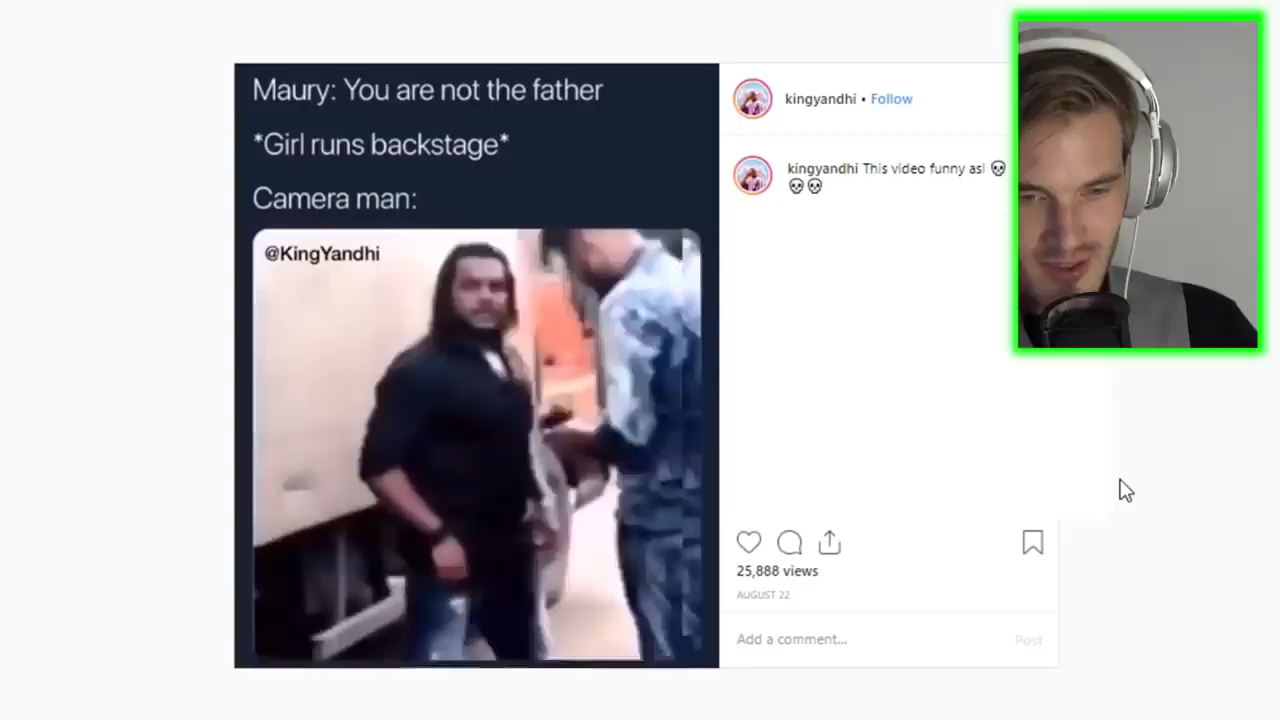 Maury: You are not the father
*Girl runs backstage*
Camera man:
@KingYandhi
kingyandhi • Follow
kingyandhi This video funny as! 💀
💀💀
25,888 views
AUGUST 22
Add a comment...
Post